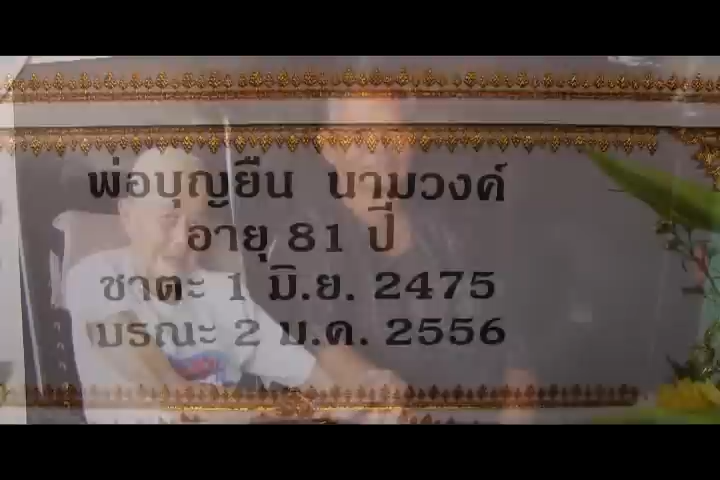 พ่อบุญยืน นามวงค์
อายุ 81 ปี
ชาตะ 1 มิ.ย. 2475
มรณะ 2 ม.ค. 2556